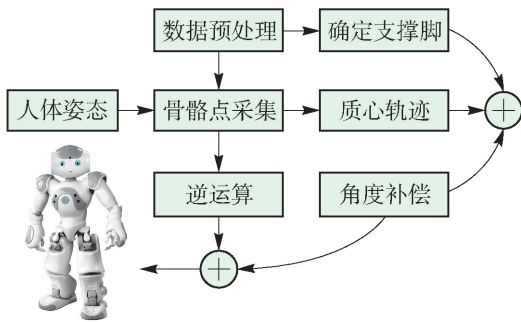 数据预处理
确定支撑脚
人体姿态
骨骼点采集
质心轨迹
逆运算
角度补偿